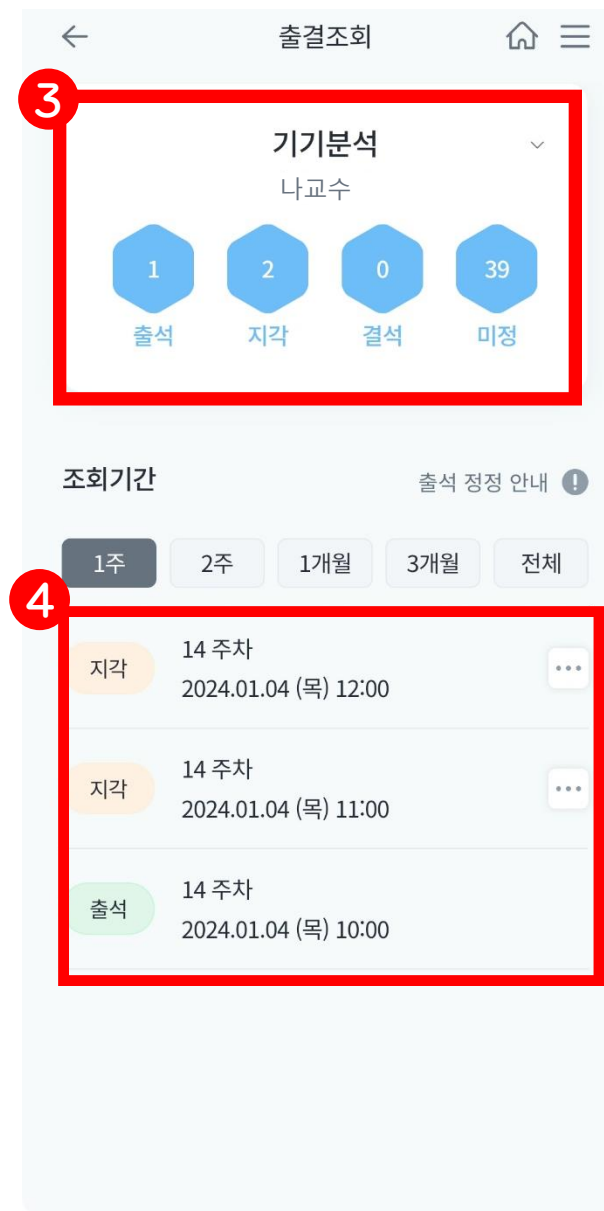 출결조회
3
기기분석
나교수
1 2 0 39
출석 지각 결석 미정
조회기간 출석 정정 안내 !
1주 2주 1개월 3개월 전체
4
지각
14 주차
2024.01.04 (목) 12:00
지각
14 주차
2024.01.04 (목) 11:00
출석
14 주차
2024.01.04 (목) 10:00